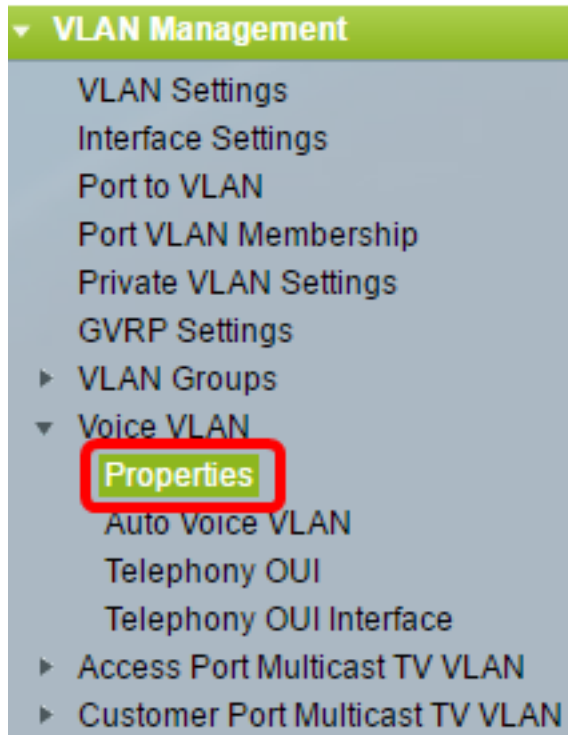 VLAN Management
VLAN Settings
Interface Settings
Port to VLAN
Port VLAN Membership
Private VLAN Settings
GVRP Settings
VLAN Groups
Voice VLAN
Properties
Auto Voice VLAN
Telephony OUI
Telephony OUI Interface
Access Port Multicast TV VLAN
Customer Port Multicast TV VLAN